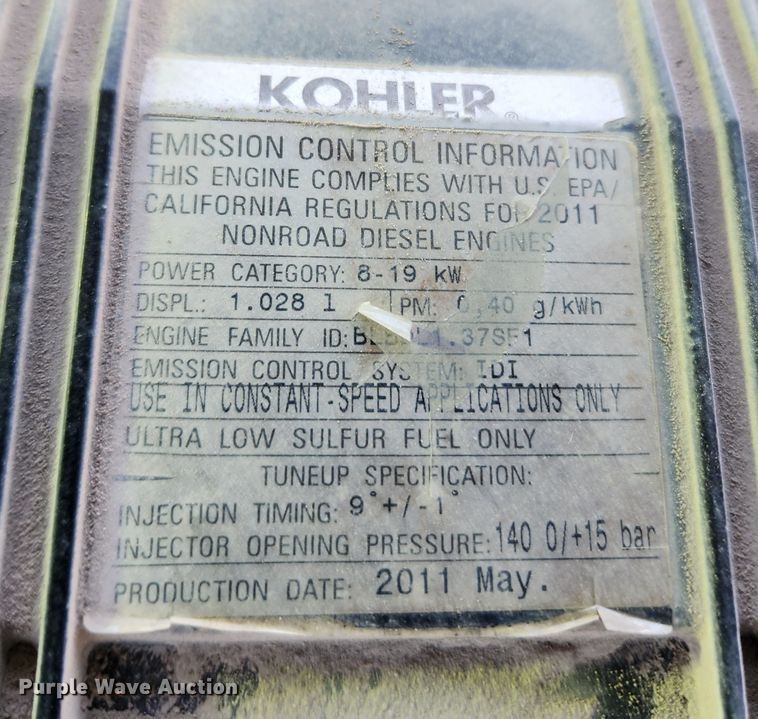 KOHLER®
EMISSION CONTROL INFORMATION
THIS ENGINE COMPLIES WITH U.S. EPA/
CALIFORNIA REGULATIONS FOR 2011
NONROAD DIESEL ENGINES
POWER CATEGORY: 8-19 kW
DISPL.: 1.028 l PM: 0,40 g/kWh
ENGINE FAMILY ID:
EMISSION CONTROL SYSTEM: IDI
USE IN CONSTANT-SPEED APPLICATIONS ONLY
ULTRA LOW SULFUR FUEL ONLY
TUNEUP SPECIFICATION:
INJECTION TIMING: 9°+/-1°
INJECTOR OPENING PRESSURE: 140 0/+15 bar
PRODUCTION DATE: 2011 May.
Purple Wave Auction